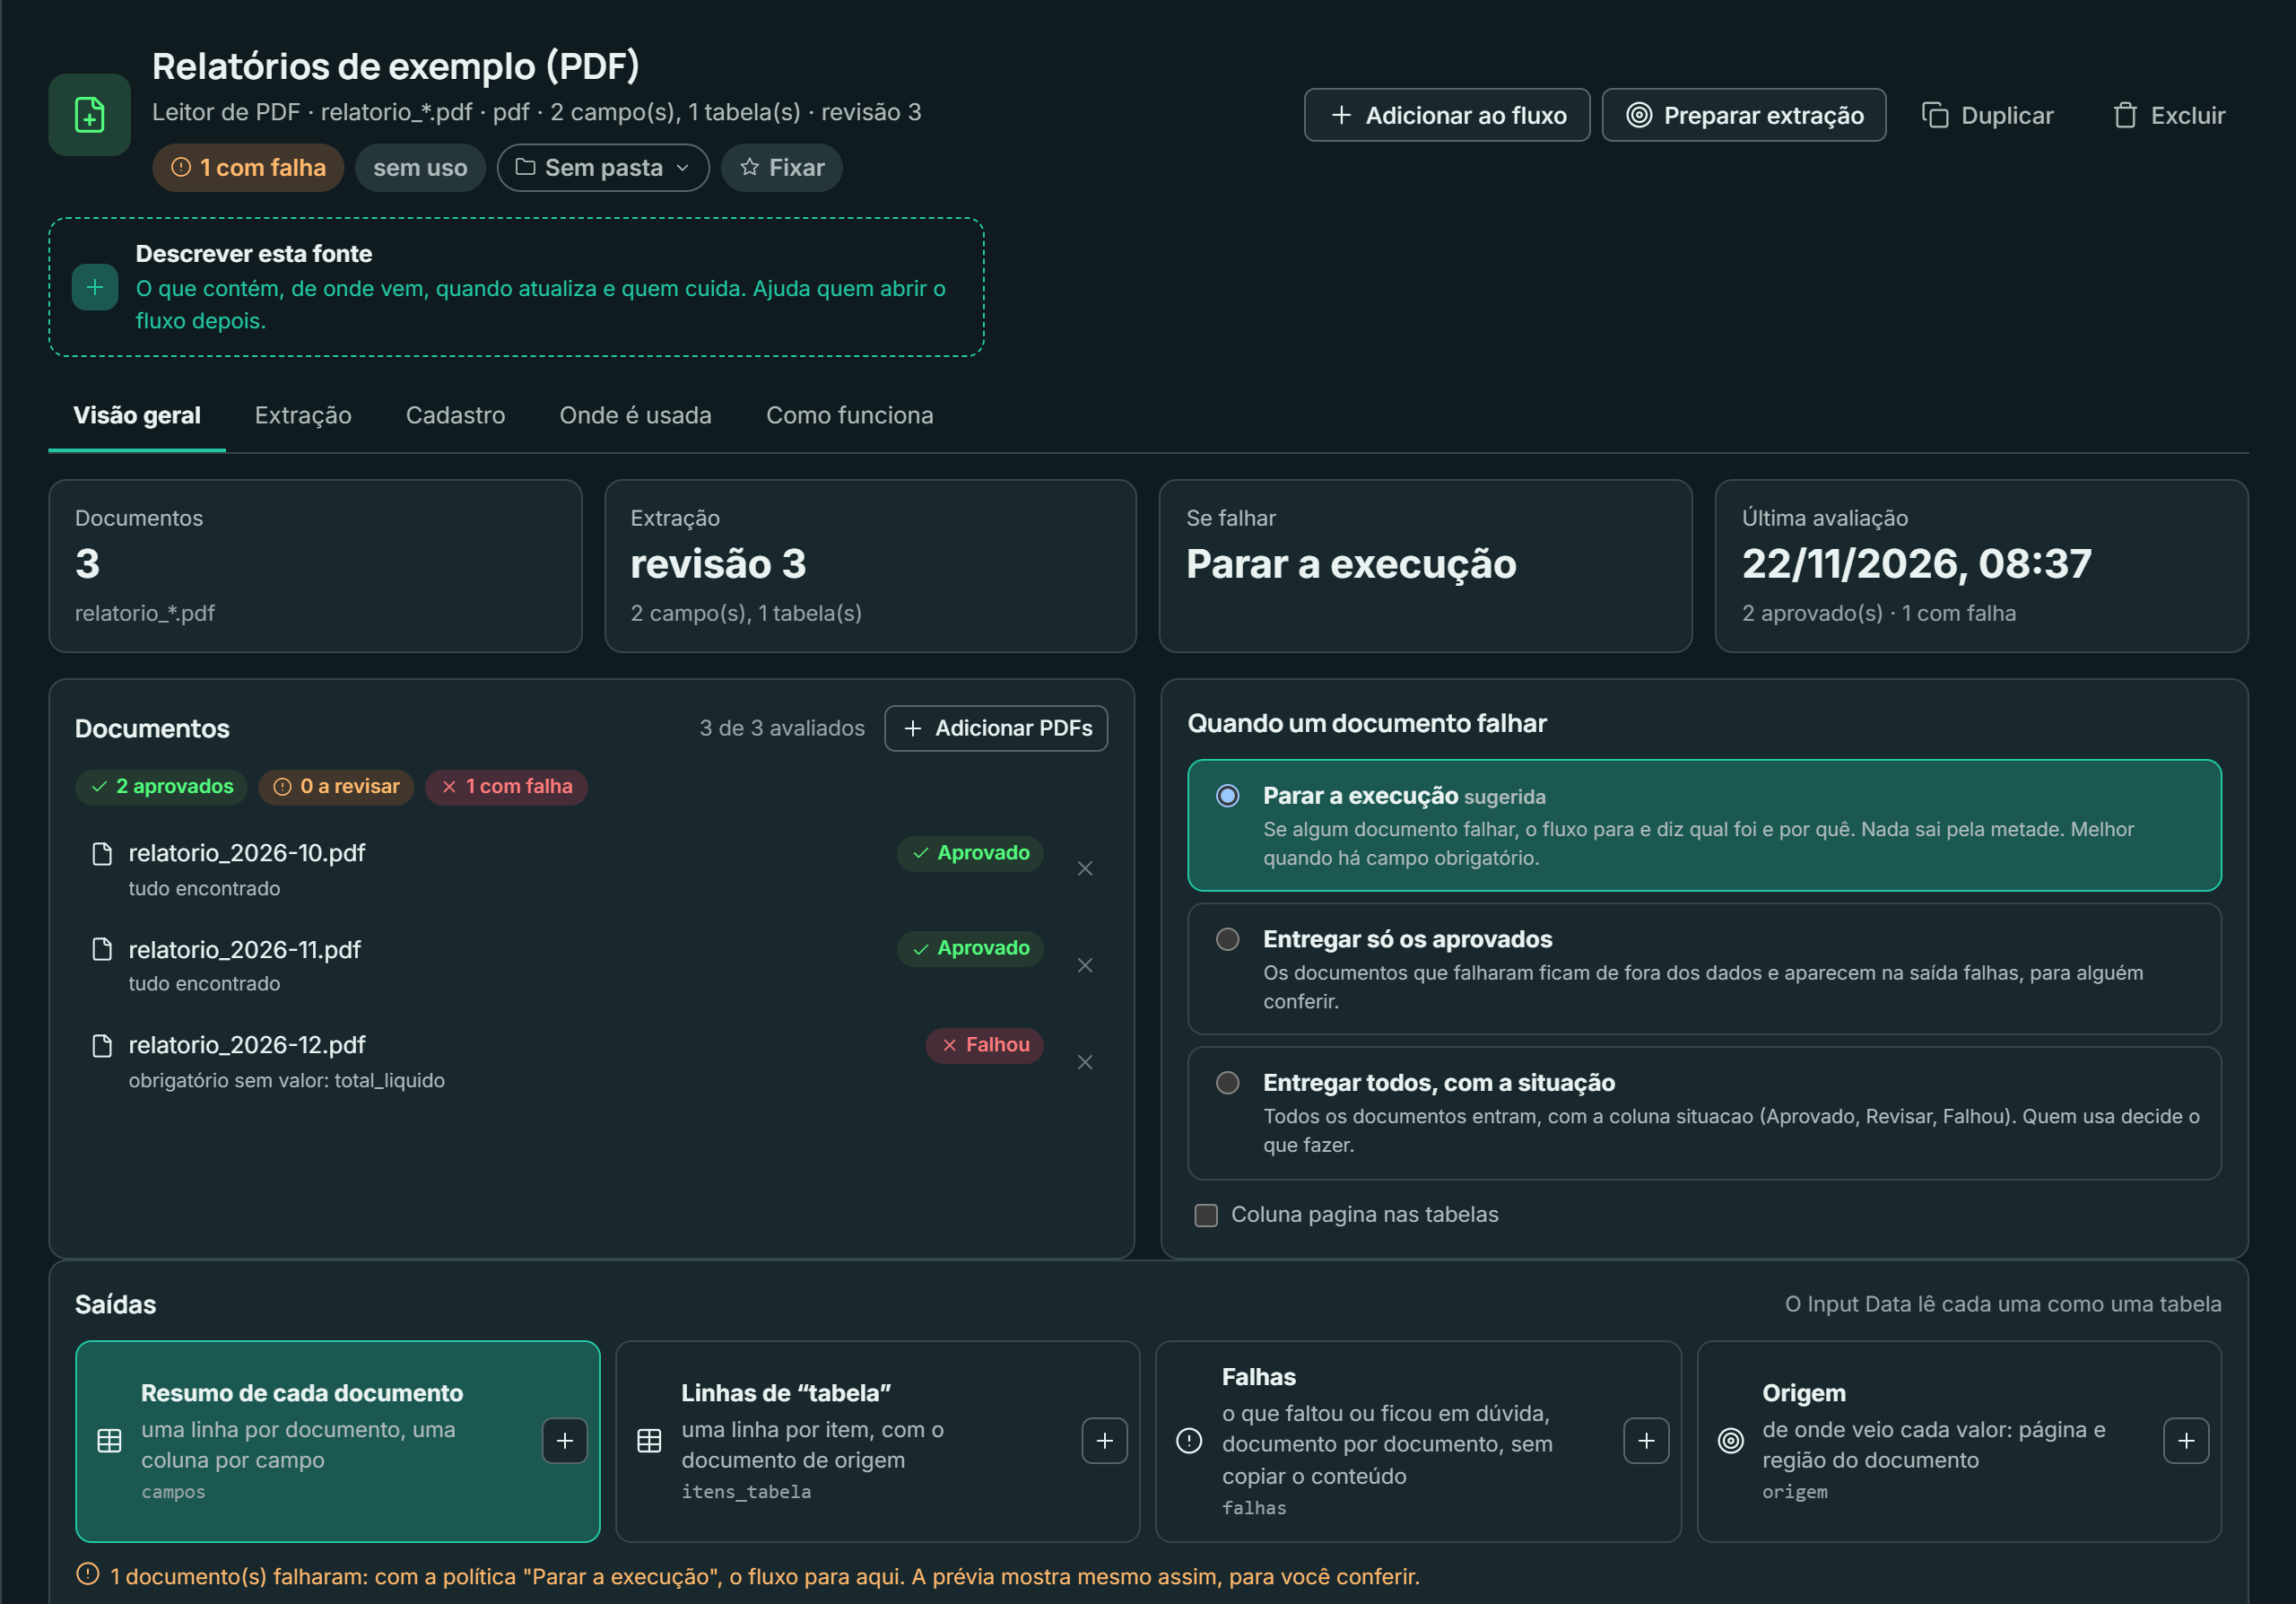 Relatórios de exemplo (PDF)
Leitor de PDF · relatorio_*.pdf · pdf · 2 campo(s), 1 tabela(s) · revisão 3
1 com falha
sem uso
Sem pasta
Fixar
Adicionar ao fluxo
Preparar extração
Duplicar
Excluir
Descrever esta fonte
O que contém, de onde vem, quando atualiza e quem cuida. Ajuda quem abrir o
fluxo depois.
Visão geral
Extração
Cadastro
Onde é usada
Como funciona
Documentos
3
relatorio_*.pdf
Extração
revisão 3
2 campo(s), 1 tabela(s)
Se falhar
Parar a execução
Última avaliação
22/11/2026, 08:37
2 aprovado(s) · 1 com falha
Documentos
3 de 3 avaliados
Adicionar PDFs
2 aprovados
0 a revisar
1 com falha
relatorio_2026-10.pdf
Aprovado
tudo encontrado
relatorio_2026-11.pdf
Aprovado
tudo encontrado
relatorio_2026-12.pdf
Falhou
obrigatório sem valor: total_liquido
Quando um documento falhar
Parar a execução sugerida
Se algum documento falhar, o fluxo para e diz qual foi e por quê. Nada sai pela metade. Melhor
quando há campo obrigatório.
Entregar só os aprovados
Os documentos que falharam ficam de fora dos dados e aparecem na saída falhas, para alguém
conferir.
Entregar todos, com a situação
Todos os documentos entram, com a coluna situacao (Aprovado, Revisar, Falhou). Quem usa decide o
que fazer.
Coluna pagina nas tabelas
Saídas
O Input Data lê cada uma como uma tabela
Resumo de cada documento
uma linha por documento, uma
coluna por campo
campos
Linhas de “tabela”
uma linha por item, com o
documento de origem
itens_tabela
Falhas
o que faltou ou ficou em dúvida,
documento por documento, sem
copiar o conteúdo
falhas
Origem
de onde veio cada valor: página e
região do documento
origem
1 documento(s) falharam: com a política "Parar a execução", o fluxo para aqui. A prévia mostra mesmo assim, para você conferir.